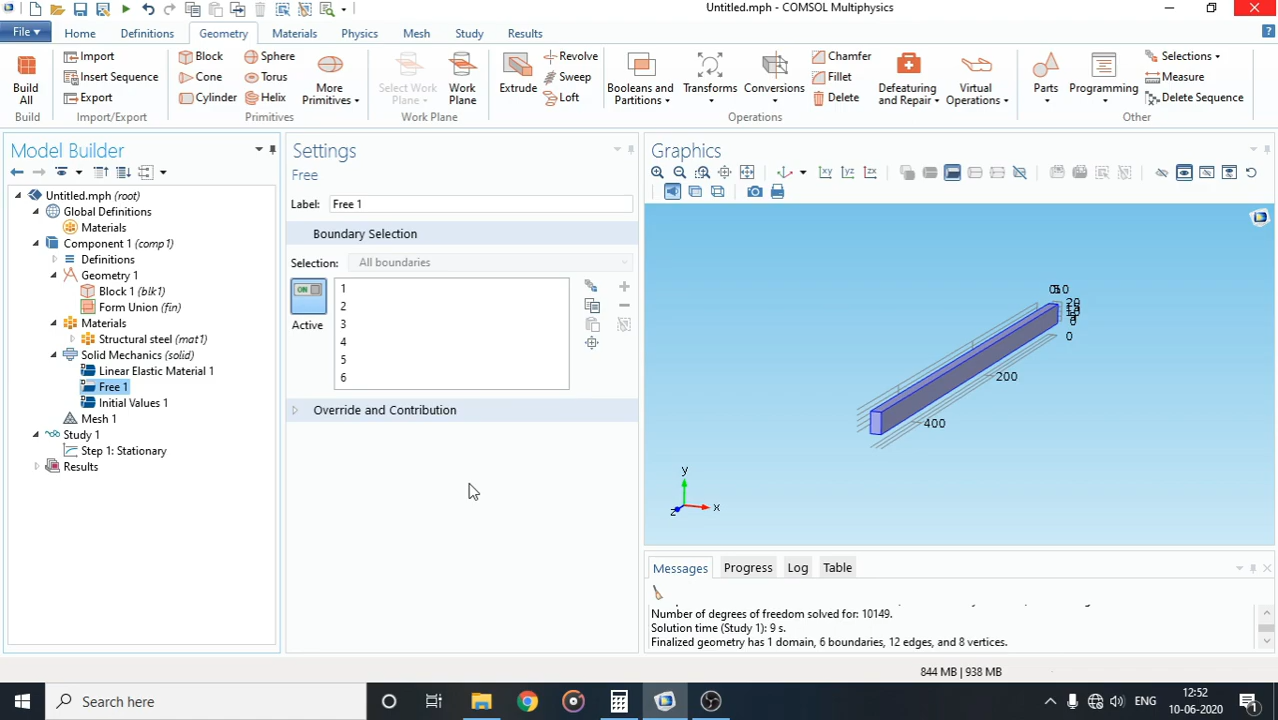 Untitled.mph - COMSOL Multiphysics
File Home Definitions Geometry Materials Physics Mesh Study Results
Build All
Build
Import
Insert Sequence
Export
Import/Export
Block
Cone
Cylinder
Sphere
Torus
Helix
More Primitives
Primitives
Select Work Plane
Work Plane
Work Plane
Extrude
Revolve
Sweep
Loft
Booleans and Partitions
Transforms
Conversions
Chamfer
Fillet
Delete
Defeaturing and Repair
Virtual Operations
Operations
Parts
Programming
Selections
Measure
Delete Sequence
Other
Model Builder
Untitled.mph (root)
Global Definitions
Materials
Component 1 (comp1)
Definitions
Geometry 1
Block 1 (blk1)
Form Union (fin)
Materials
Structural steel (mat1)
Solid Mechanics (solid)
Linear Elastic Material 1
Free 1
Initial Values 1
Mesh 1
Study 1
Step 1: Stationary
Results
Settings
Free
Label: Free 1
Boundary Selection
Selection: All boundaries
ON
Active
1
2
3
4
5
6
Override and Contribution
Graphics
xy yz zx
20
0
0
200
400
y
x
z
Messages Progress Log Table
Number of degrees of freedom solved for: 10149.
Solution time (Study 1): 9 s.
Finalized geometry has 1 domain, 6 boundaries, 12 edges, and 8 vertices.
844 MB | 938 MB
Search here
ENG
12:52
10-06-2020
1